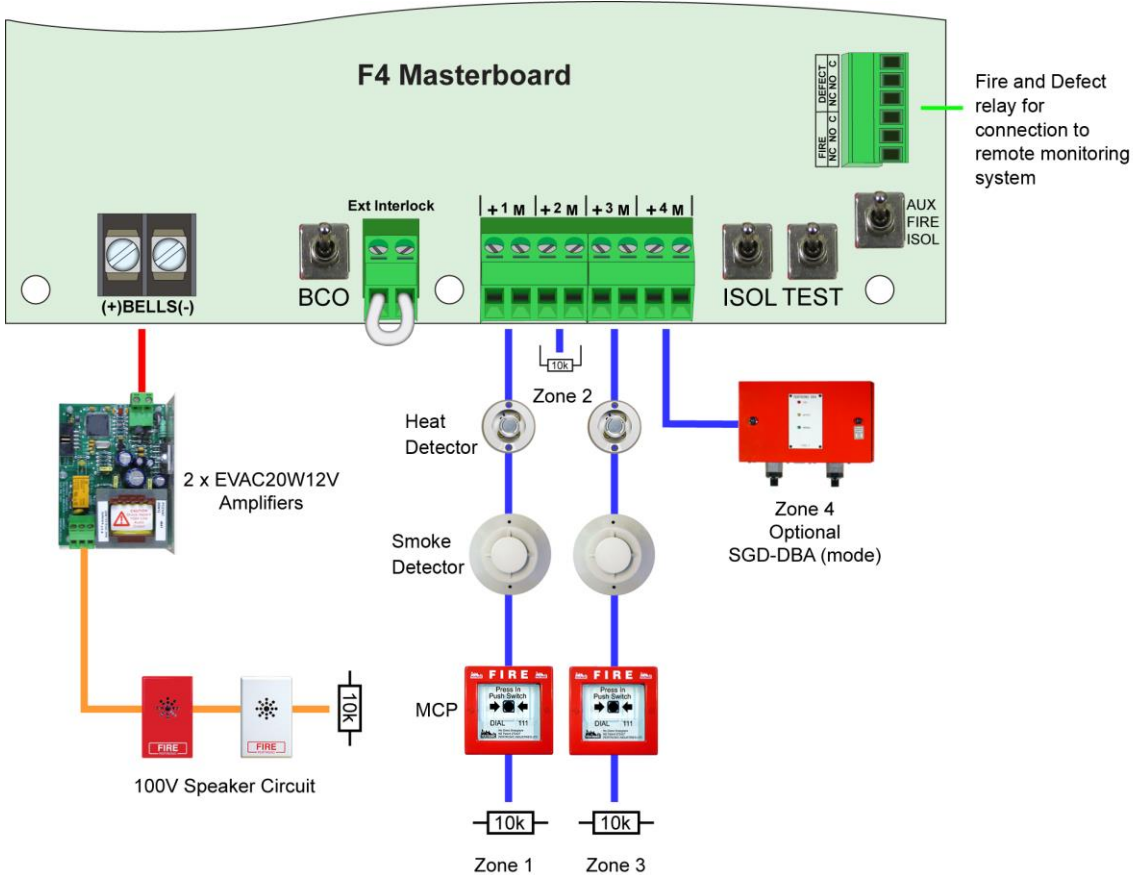 F4 Masterboard
DEFECT
NC NO C
FIRE
NC NO C
Fire and Defect
relay for
connection to
remote monitoring
system
Ext Interlock
+ 1 M
+ 2 M
+ 3 M
+ 4 M
AUX
FIRE
ISOL
(+)BELLS(-)
BCO
ISOL TEST
10k
Zone 2
Heat
Detector
2 x EVAC20W12V
Amplifiers
CAUTION
Zone 4
Optional
SGD-DBA (mode)
Smoke
Detector
FIRE
Press In
Push Switch
DIAL 111
FIRE
Press In
Push Switch
DIAL 111
MCP
FIRE
FIRE
10k
100V Speaker Circuit
10k
10k
Zone 1
Zone 3